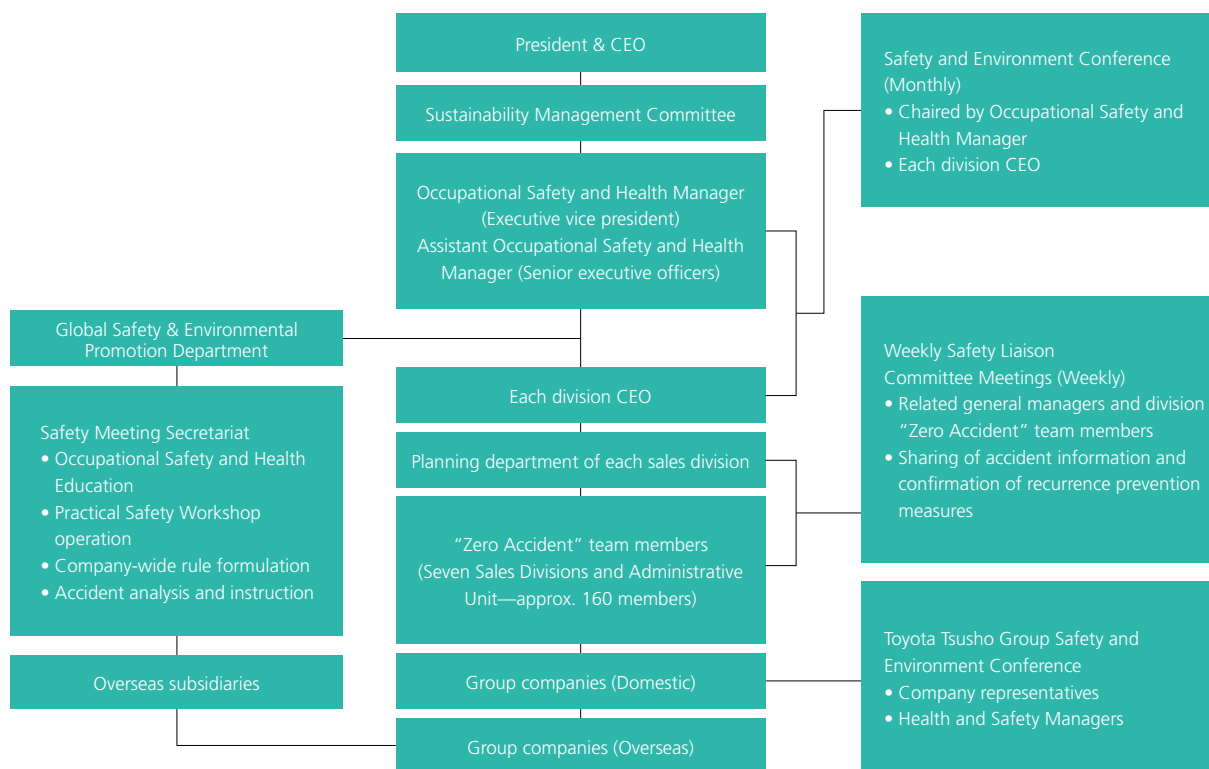 President & CEO
Sustainability Management Committee
Occupational Safety and Health Manager
(Executive vice president)
Assistant Occupational Safety and Health
Manager (Senior executive officers)
Global Safety & Environmental
Promotion Department
Safety Meeting Secretariat
• Occupational Safety and Health
Education
• Practical Safety Workshop
operation
• Company-wide rule formulation
• Accident analysis and instruction
Overseas subsidiaries
Each division CEO
Planning department of each sales division
“Zero Accident” team members
(Seven Sales Divisions and Administrative
Unit—approx. 160 members)
Group companies (Domestic)
Group companies (Overseas)
Safety and Environment Conference
(Monthly)
• Chaired by Occupational Safety and
Health Manager
• Each division CEO
Weekly Safety Liaison
Committee Meetings (Weekly)
• Related general managers and division
“Zero Accident” team members
• Sharing of accident information and
confirmation of recurrence prevention
measures
Toyota Tsusho Group Safety and
Environment Conference
• Company representatives
• Health and Safety Managers